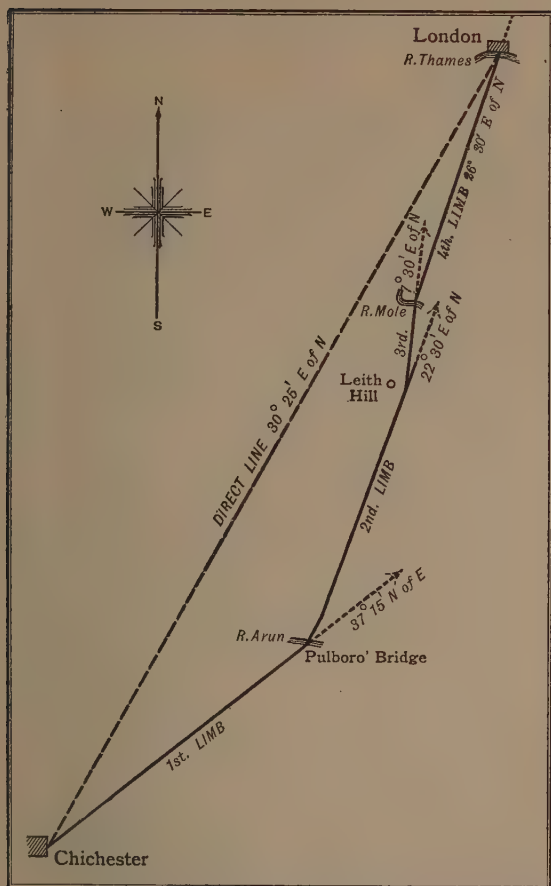 London
R. Thames
N
W
E
S
4th. LIMB 26° 30' E of N
7° 30' E of N
R. Mole
3rd.
22° 30' E of N
Leith
Hill
DIRECT LINE 30° 25' E of N
2nd. LIMB
37° 15' N of E
R. Arun
Pulboro' Bridge
1st. LIMB
Chichester